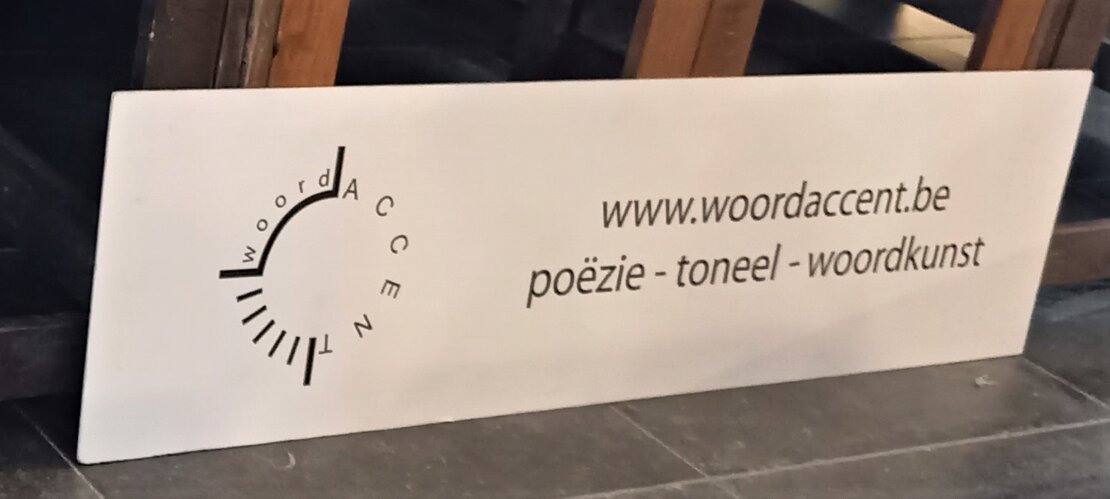 woordACCENT
www.woordaccent.be
poëzie - toneel - woordkunst